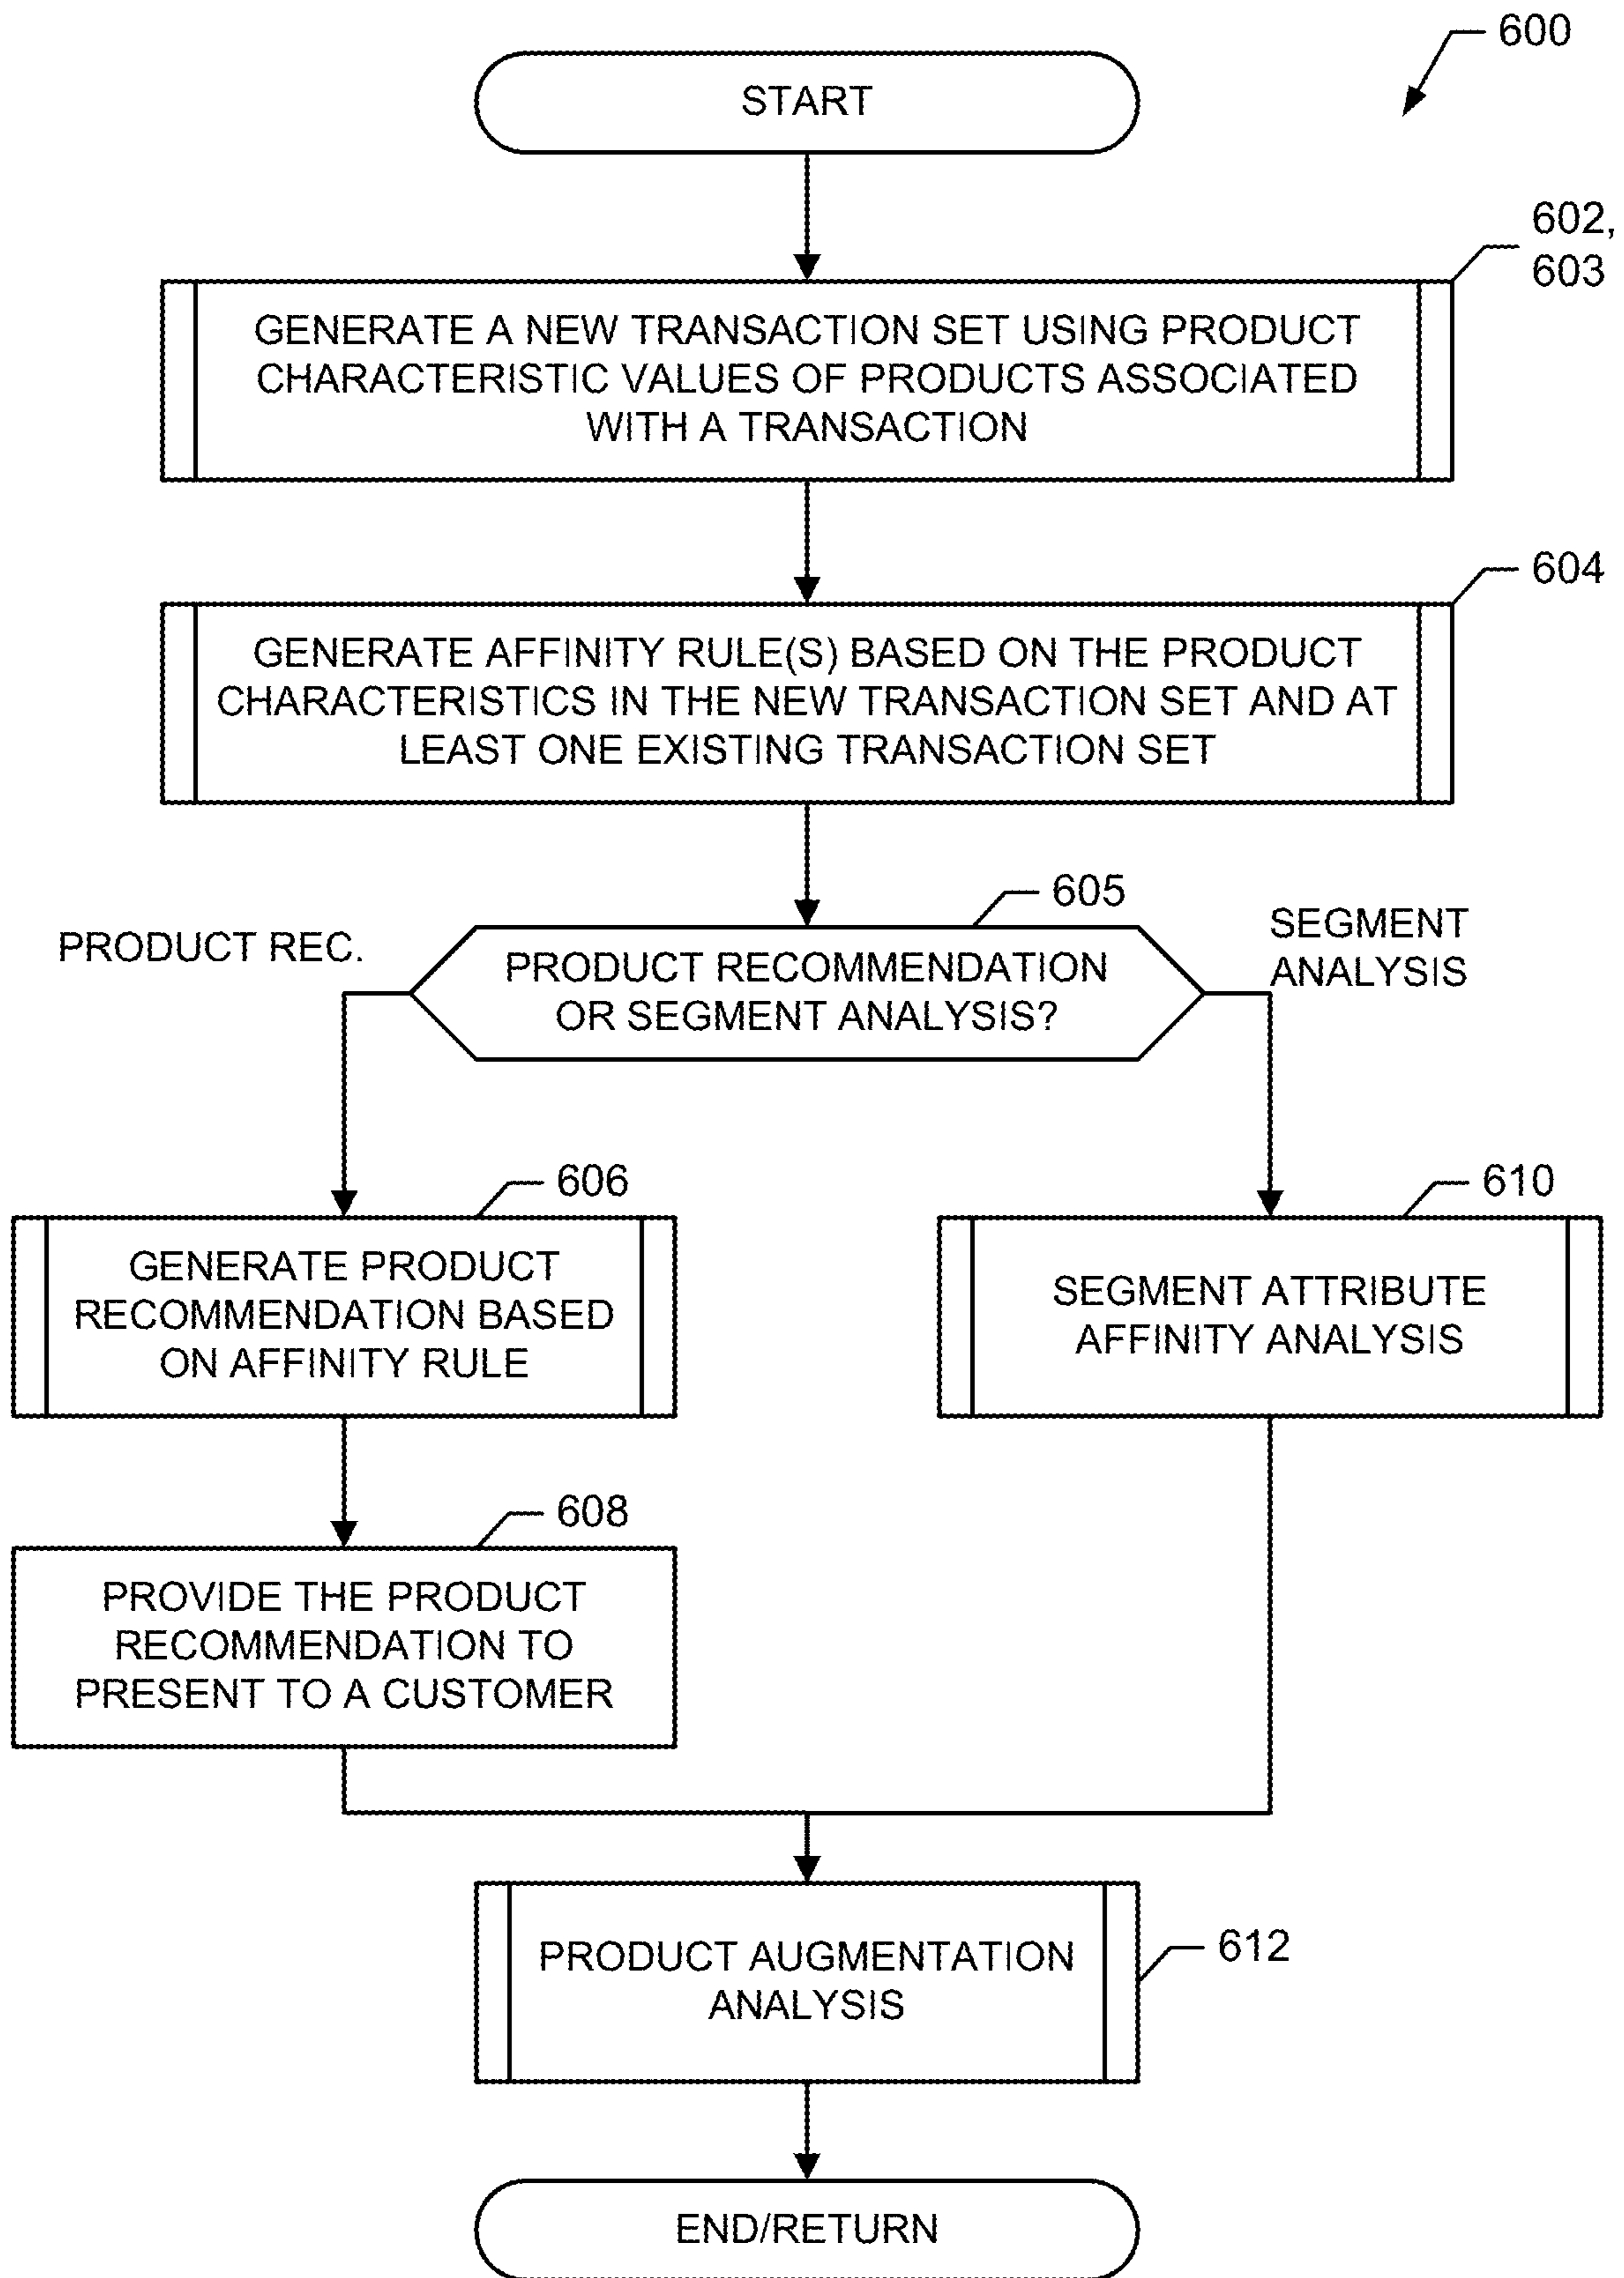 600
START
602,
603
GENERATE A NEW TRANSACTION SET USING PRODUCT
CHARACTERISTIC VALUES OF PRODUCTS ASSOCIATED
WITH A TRANSACTION
604
GENERATE AFFINITY RULE(S) BASED ON THE PRODUCT
CHARACTERISTICS IN THE NEW TRANSACTION SET AND AT
LEAST ONE EXISTING TRANSACTION SET
605
PRODUCT REC.
SEGMENT
ANALYSIS
PRODUCT RECOMMENDATION
OR SEGMENT ANALYSIS?
606
GENERATE PRODUCT
RECOMMENDATION BASED
ON AFFINITY RULE
610
SEGMENT ATTRIBUTE
AFFINITY ANALYSIS
608
PROVIDE THE PRODUCT
RECOMMENDATION TO
PRESENT TO A CUSTOMER
612
PRODUCT AUGMENTATION
ANALYSIS
END/RETURN